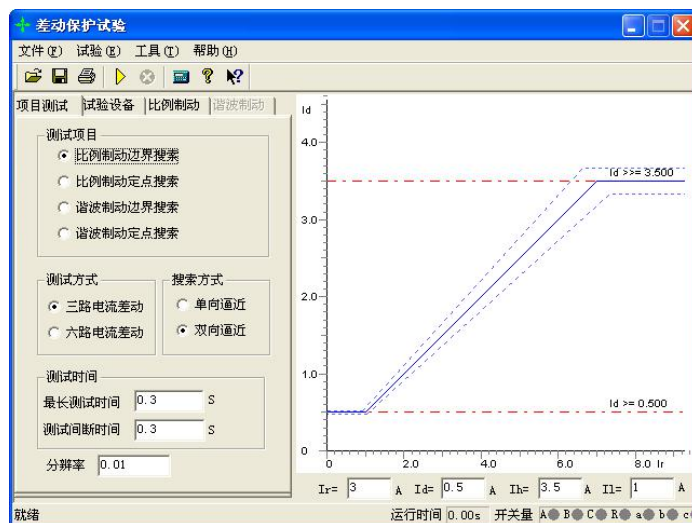 差动保护试验
文件(F) 试验(E) 工具(T) 帮助(H)
项目测试 试验设备 比例制动 谐波制动
测试项目
比例制动边界搜索
比例制动定点搜索
谐波制动边界搜索
谐波制动定点搜索
测试方式
三路电流差动
六路电流差动
搜索方式
单向逼近
双向逼近
测试时间
最长测试时间 0.3 S
测试间断时间 0.3 S
分辨率 0.01
Id
4.0
3.0
2.0
1.0
0
Id >>= 3.500
Id >= 0.500
0 2.0 4.0 6.0 8.0 Ir
Ir= 3 A Id= 0.5 A Ih= 3.5 A Il= 1 A
就绪 运行时间 0.00s 开关量 A B C R a b c